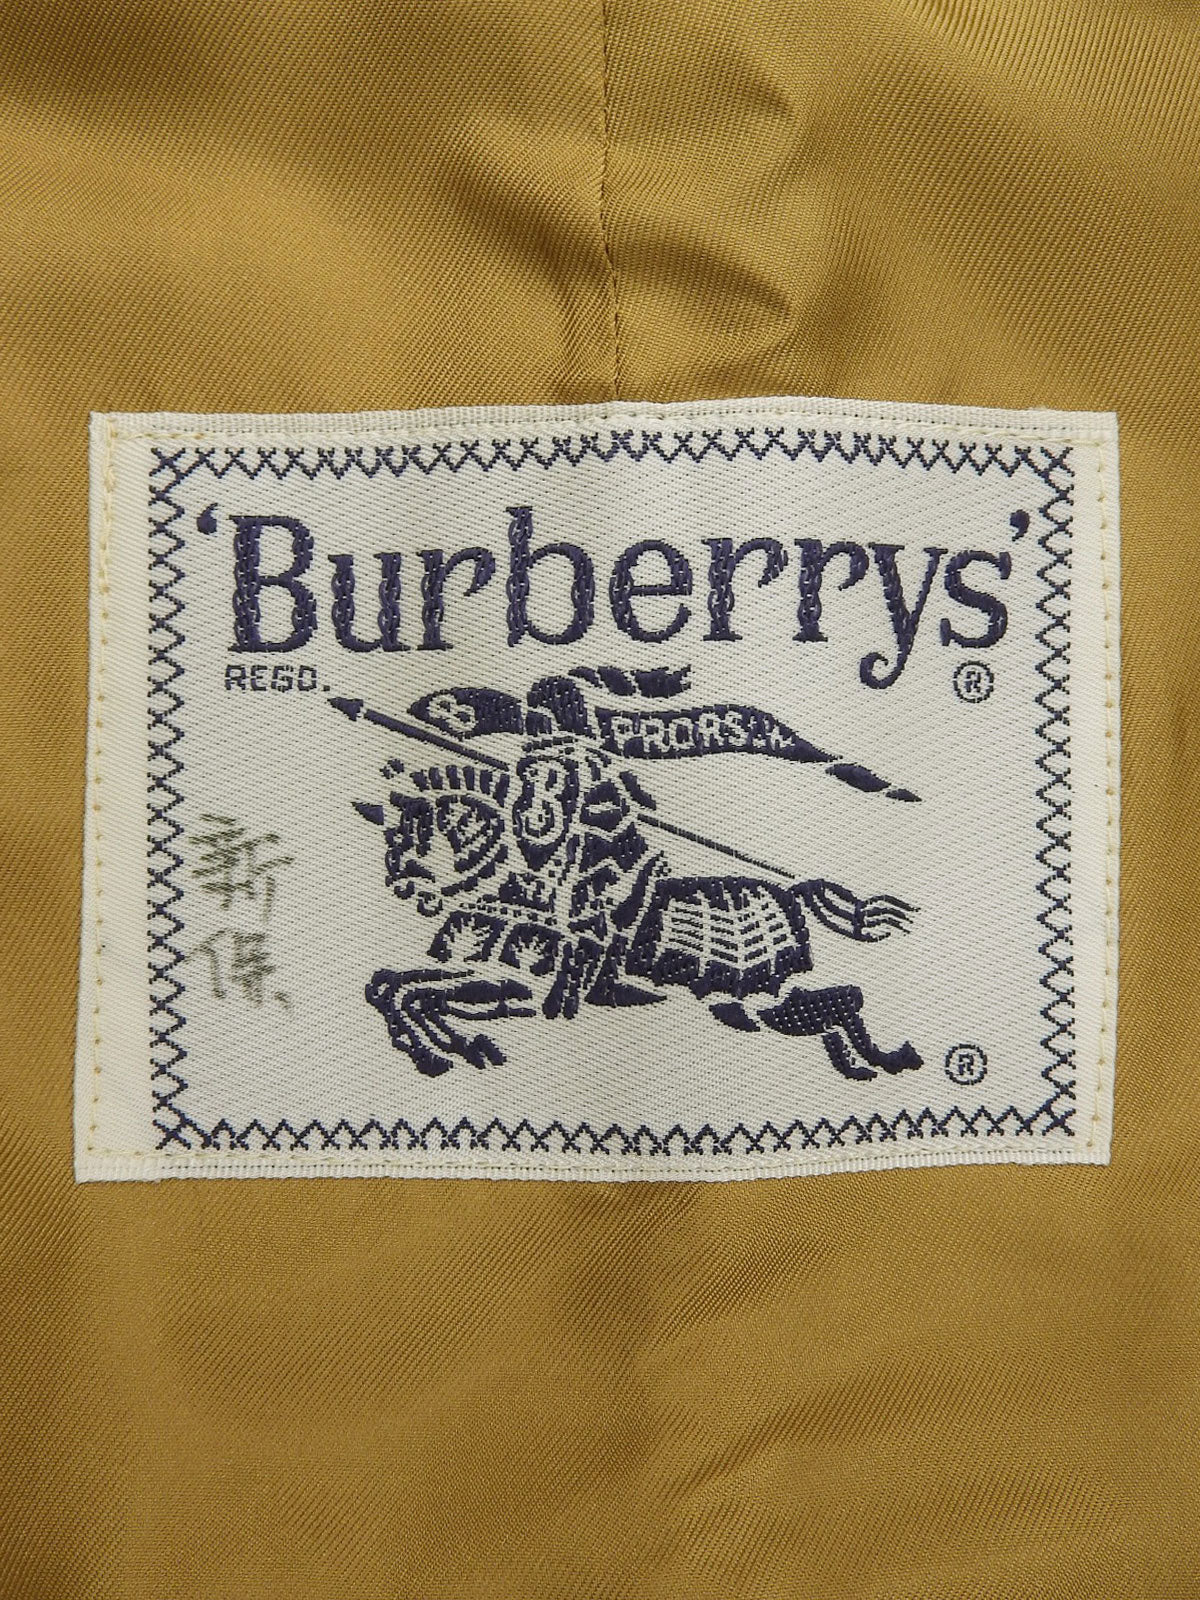 'Burberrys'
REGD. ®
PRORSUM
B
新保
®